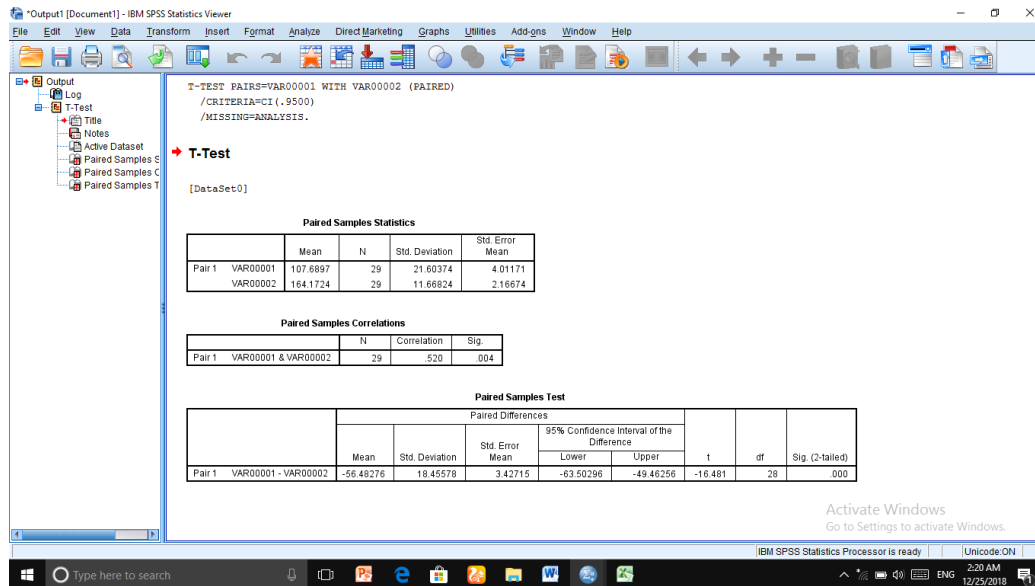 *Output1 [Document1] - IBM SPSS Statistics Viewer
File Edit View Data Transform Insert Format Analyze Direct Marketing Graphs Utilities Add-ons Window Help
Output
Log
T-Test
Title
Notes
Active Dataset
Paired Samples S
Paired Samples C
Paired Samples T
T-TEST PAIRS=VAR00001 WITH VAR00002 (PAIRED)
/CRITERIA=CI(.9500)
/MISSING=ANALYSIS.
T-Test
[DataSet0]
Paired Samples Statistics
Mean N Std. Deviation Std. Error Mean
Pair 1 VAR00001 107.6897 29 21.60374 4.01171
VAR00002 164.1724 29 11.66824 2.16674
Paired Samples Correlations
N Correlation Sig.
Pair 1 VAR00001 & VAR00002 29 .520 .004
Paired Samples Test
Paired Differences
95% Confidence Interval of the Difference
Mean Std. Deviation Std. Error Mean Lower Upper t df Sig. (2-tailed)
Pair 1 VAR00001 - VAR00002 -56.48276 18.45578 3.42715 -63.50296 -49.46256 -16.481 28 .000
Activate Windows
Go to Settings to activate Windows.
IBM SPSS Statistics Processor is ready Unicode:ON
Type here to search
ENG
2:20 AM
12/25/2018